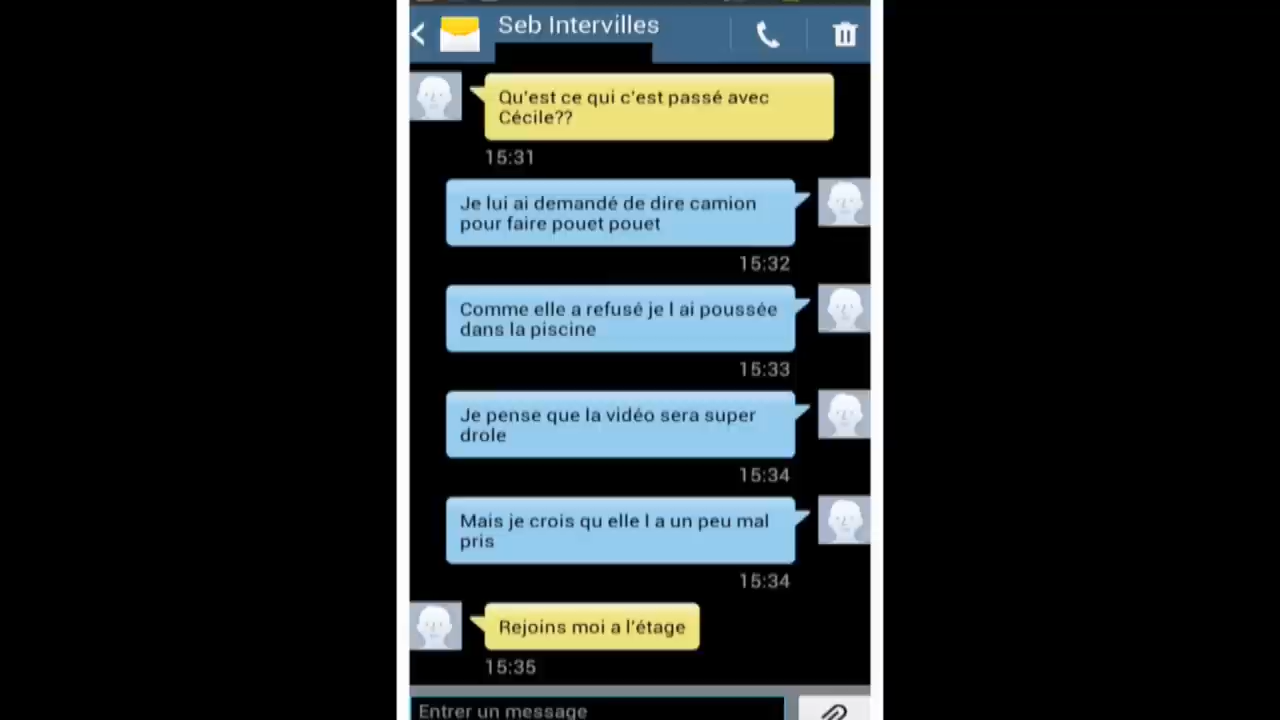 Seb Intervilles
Qu'est ce qui c'est passé avec
Cécile??
15:31
Je lui ai demandé de dire camion
pour faire pouet pouet
15:32
Comme elle a refusé je l ai poussée
dans la piscine
15:33
Je pense que la vidéo sera super
drole
15:34
Mais je crois qu elle l a un peu mal
pris
15:34
Rejoins moi a l'étage
15:35
Entrer un message